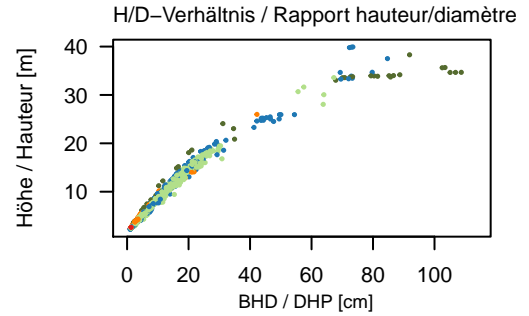 H/D−Verhältnis / Rapport hauteur/diamètre
Höhe / Hauteur [m]
40
30
20
10
0 20 40 60 80 100
BHD / DHP [cm]